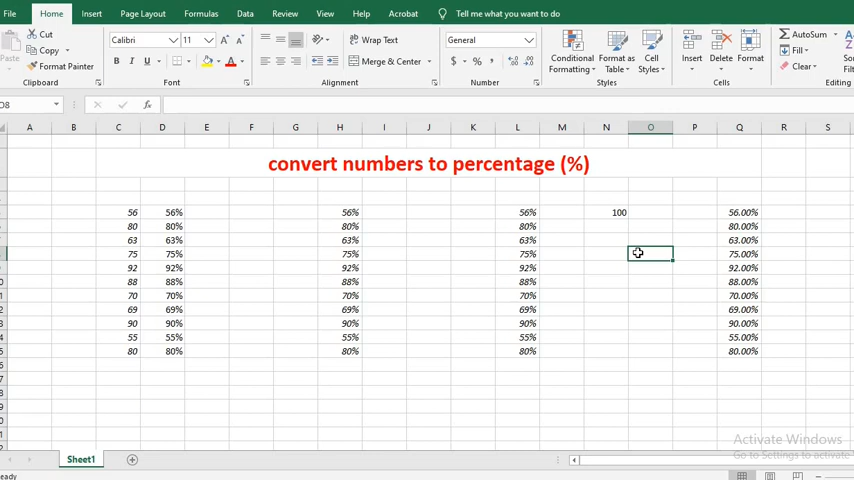 File Home Insert Page Layout Formulas Data Review View Help Acrobat Tell me what you want to do
Cut
Copy
Format Painter
Paste
Calibri 11
B I U
General
$ % ,
Wrap Text
Merge & Center
Conditional Formatting
Format as Table
Cell Styles
Insert Delete Format
AutoSum
Fill
Clear
Clipboard Font Alignment Number Styles Cells
O8 fx
A B C D E F G H I J K L M N O P Q R S
convert numbers to percentage (%)
56 56% 56% 56% 100 56.00%
80 80% 80% 80% 80.00%
63 63% 63% 63% 63.00%
75 75% 75% 75% 75.00%
92 92% 92% 92% 92.00%
88 88% 88% 88% 88.00%
70 70% 70% 70% 70.00%
69 69% 69% 69% 69.00%
90 90% 90% 90% 90.00%
55 55% 55% 55% 55.00%
80 80% 80% 80% 80.00%
Activate Windows
Go to Settings to activate
Sheet1
eady